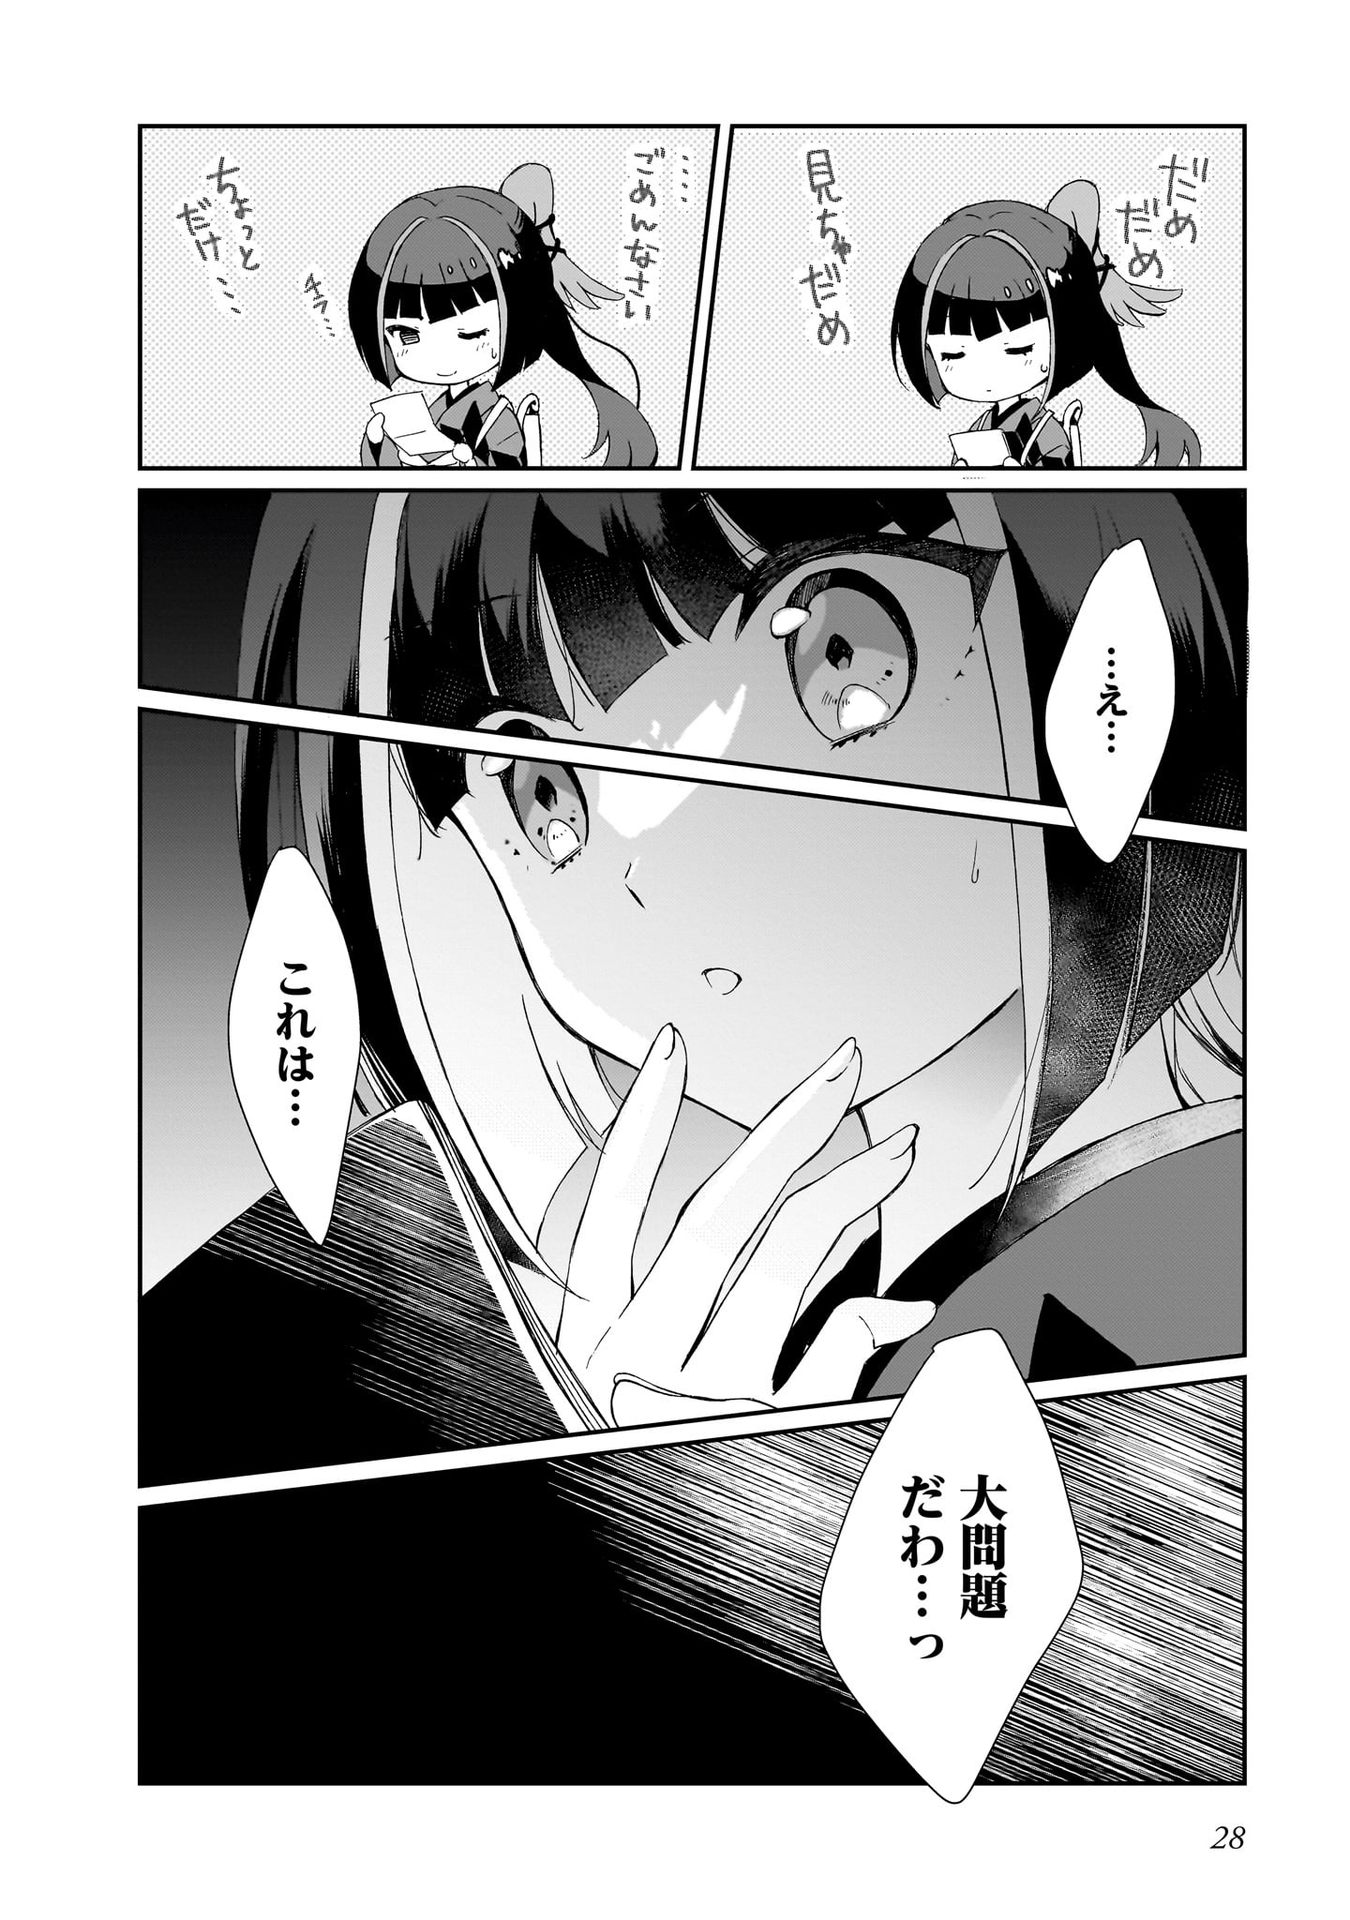 だめ
だめ
見ちゃだめ
……
ごめんなさい
チラ…
ちょっと
だけ……
…え…
これは…
大問題
だわ…っ
28